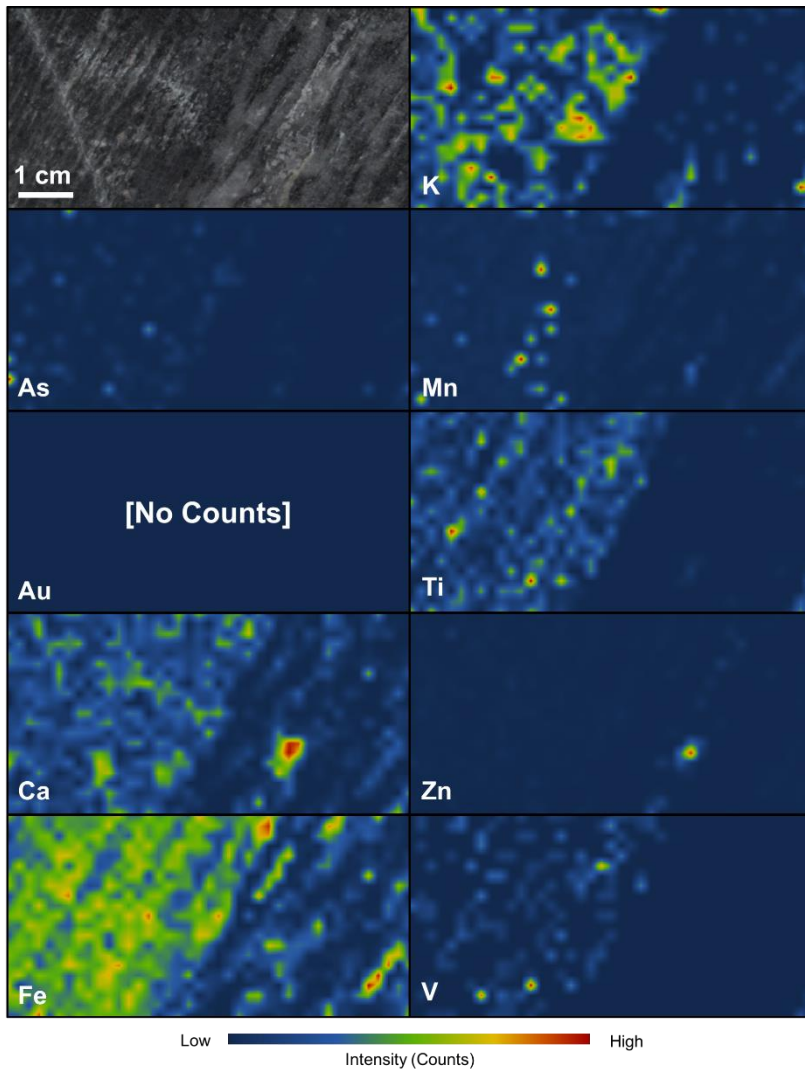 1 cm
K
As
Mn
[No Counts]
Au
Ti
Ca
Zn
Fe
V
Low
High
Intensity (Counts)